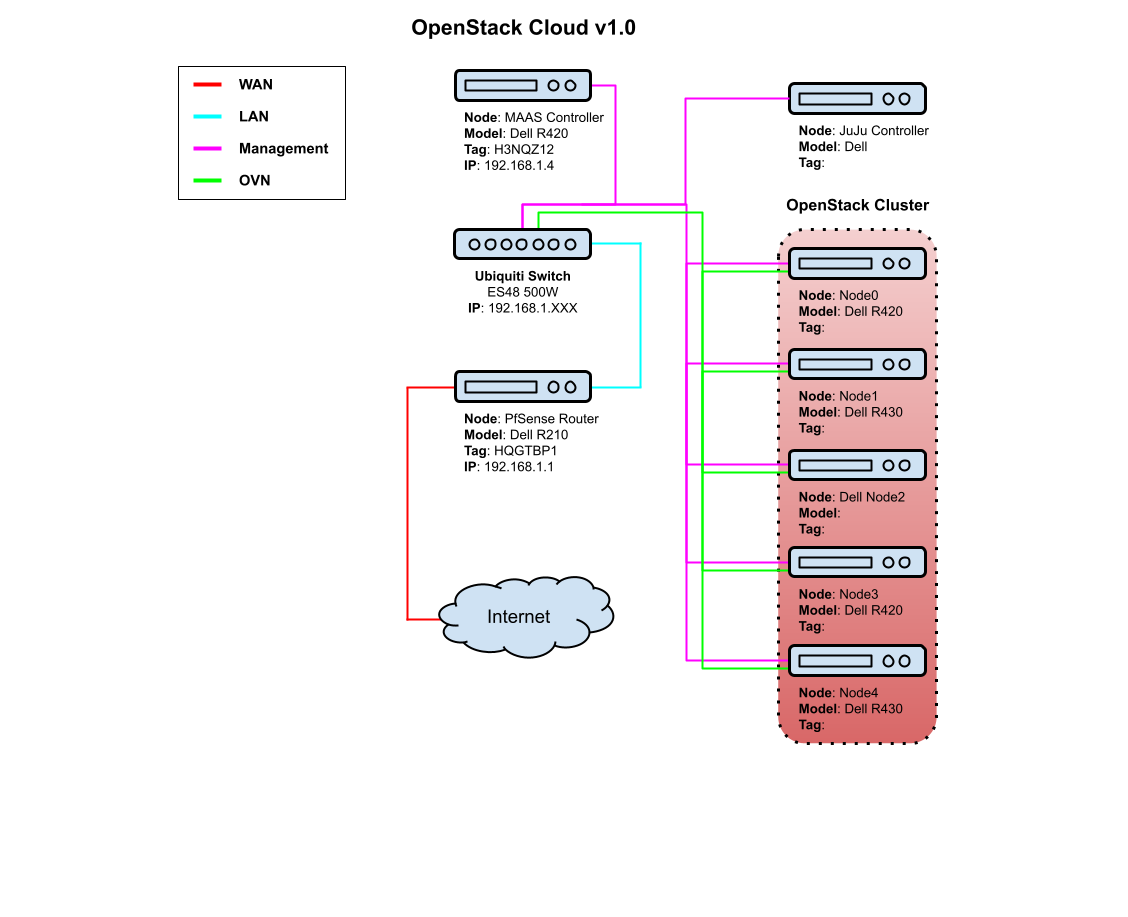 OpenStack Cloud v1.0
WAN
LAN
Management
OVN
Node: MAAS Controller
Model: Dell R420
Tag: H3NQZ12
IP: 192.168.1.4
Node: JuJu Controller
Model: Dell
Tag:
Ubiquiti Switch
ES48 500W
IP: 192.168.1.XXX
Node: PfSense Router
Model: Dell R210
Tag: HQGTBP1
IP: 192.168.1.1
Internet
OpenStack Cluster
Node: Node0
Model: Dell R420
Tag:
Node: Node1
Model: Dell R430
Tag:
Node: Dell Node2
Model:
Tag:
Node: Node3
Model: Dell R420
Tag:
Node: Node4
Model: Dell R430
Tag: